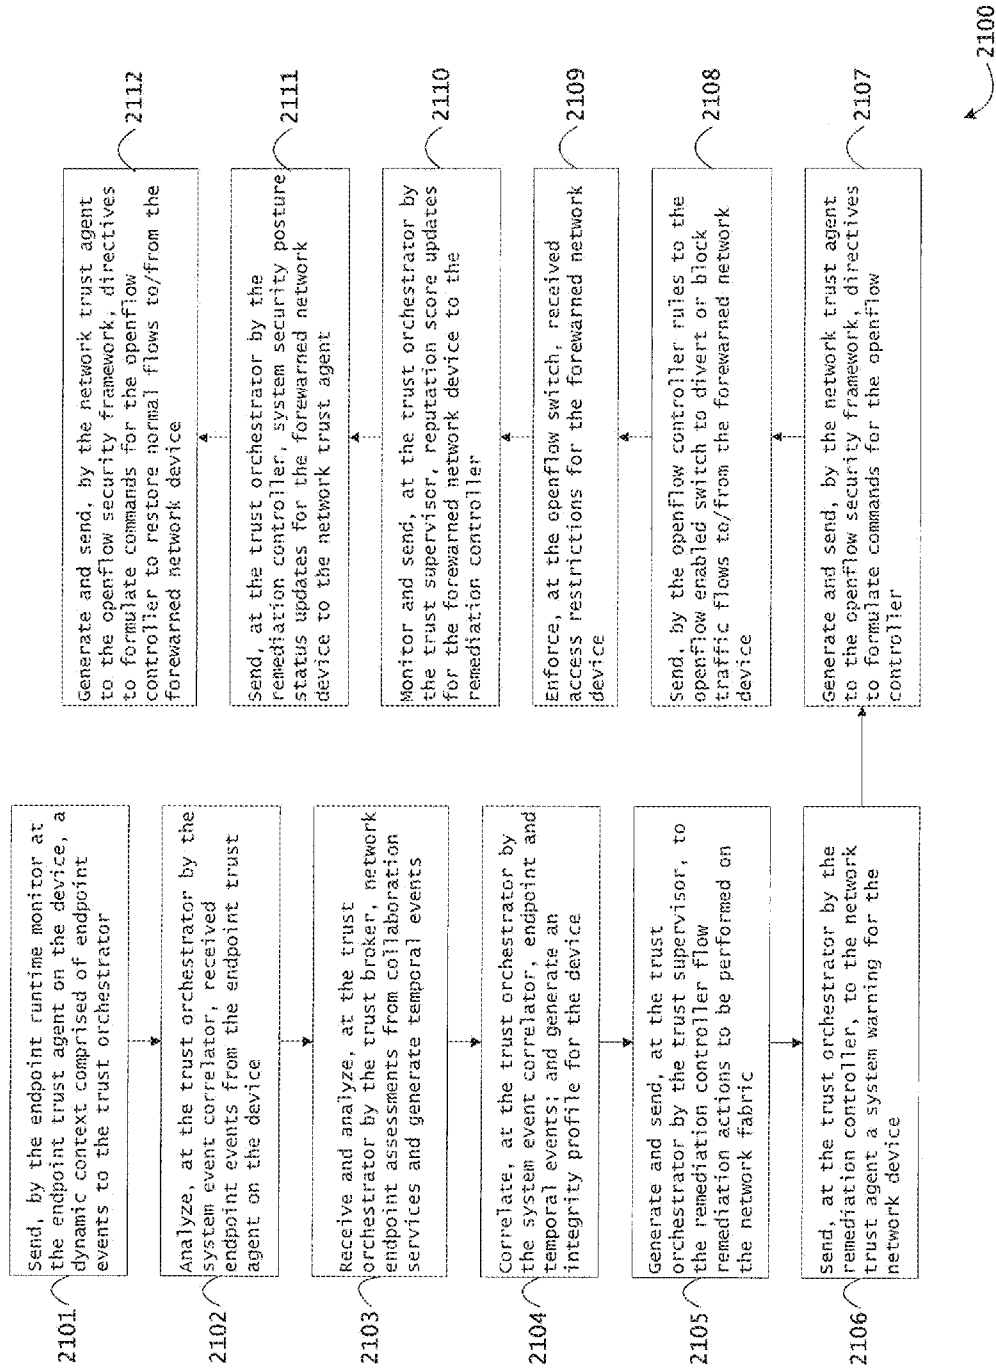 2101
Send, by the endpoint runtime monitor at
the endpoint trust agent on the device, a
dynamic context comprised of endpoint
events to the trust orchestrator
2102
Analyze, at the trust orchestrator by the
system event correlator, received
endpoint events from the endpoint trust
agent on the device
2103
Receive and analyze, at the trust
orchestrator by the trust broker, network
endpoint assessments from collaboration
services and generate temporal events
2104
Correlate, at the trust orchestrator by
the system event correlator, endpoint and
temporal events; and generate an
integrity profile for the device
2105
Generate and send, at the trust
orchestrator by the trust supervisor, to
the remediation controller flow
remediation actions to be performed on
the network fabric
2106
Send, at the trust orchestrator by the
remediation controller, to the network
trust agent a system warning for the
network device
2107
Generate and send, by the network trust agent
to the openflow security framework, directives
to formulate commands for the openflow
controller
2108
Send, by the openflow controller rules to the
openflow enabled switch to divert or block
traffic flows to/from the forewarned network
device
2109
Enforce, at the openflow switch, received
access restrictions for the forewarned network
device
2110
Monitor and send, at the trust orchestrator by
the trust supervisor, reputation score updates
for the forewarned network device to the
remediation controller
2111
Send, at the trust orchestrator by the
remediation controller, system security posture
status updates for the forewarned network
device to the network trust agent
2112
Generate and send, by the network trust agent
to the openflow security framework, directives
to formulate commands for the openflow
controller to restore normal flows to/from the
forewarned network device
2100